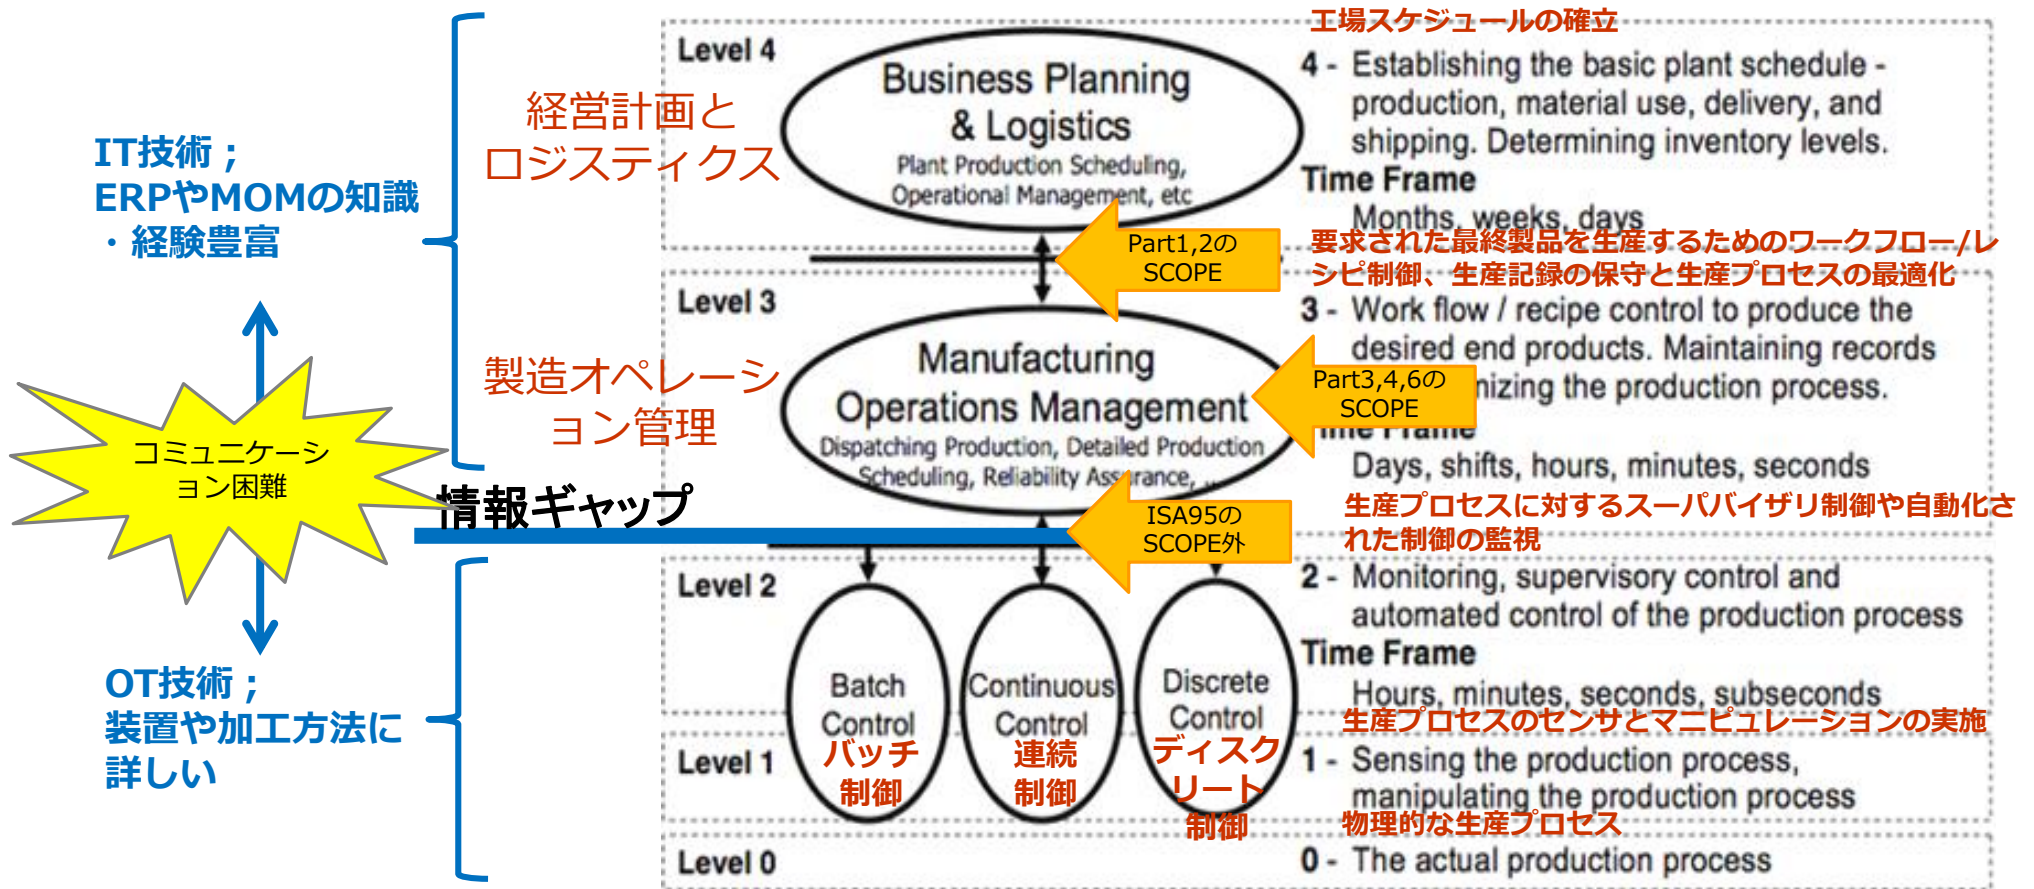 IT技術；
ERPやMOMの知識
・経験豊富
コミュニケーシ
ョン困難
OT技術；
装置や加工方法に
詳しい
経営計画と
ロジスティクス
製造オペレーシ
ョン管理
情報ギャップ
Level 4
Business Planning
& Logistics
Plant Production Scheduling,
Operational Management, etc
Part1,2の
SCOPE
工場スケジュールの確立
4 - Establishing the basic plant schedule -
production, material use, delivery, and
shipping. Determining inventory levels.
Time Frame
Months, weeks, days
Level 3
Manufacturing
Operations Management
Dispatching Production, Detailed Production
Scheduling, Reliability Assurance, ...
Part3,4,6の
SCOPE
要求された最終製品を生産するためのワークフロー/レ
シピ制御、生産記録の保守と生産プロセスの最適化
3 - Work flow / recipe control to produce the
desired end products. Maintaining records
mizing the production process.
Time Frame
Days, shifts, hours, minutes, seconds
ISA95の
SCOPE外
生産プロセスに対するスーパバイザリ制御や自動化さ
れた制御の監視
Level 2
2 - Monitoring, supervisory control and
automated control of the production process
Time Frame
Hours, minutes, seconds, subseconds
Batch
Control
バッチ
制御
Continuous
Control
連続
制御
Discrete
Control
ディスク
リート
制御
生産プロセスのセンサとマニピュレーションの実施
Level 1
1 - Sensing the production process,
manipulating the production process
物理的な生産プロセス
Level 0
0 - The actual production process